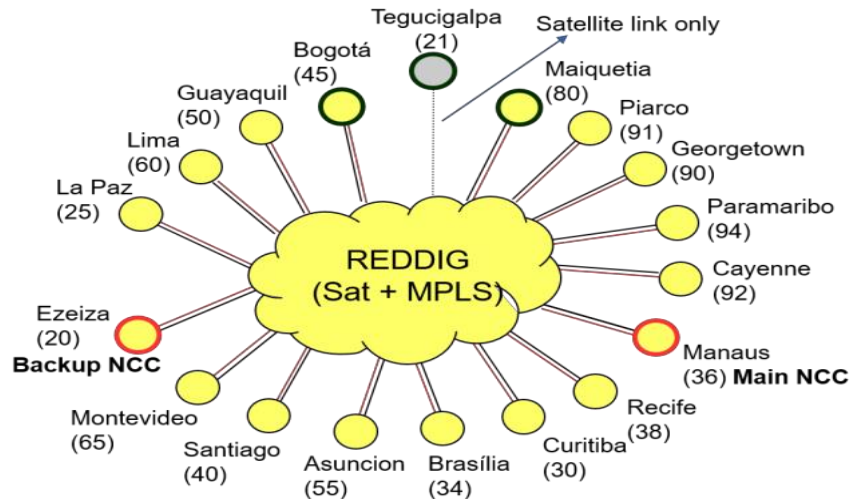 Tegucigalpa
(21)
Satellite link only
Bogotá
(45)
Maiquetia
(80)
Guayaquil
(50)
Piarco
(91)
Lima
(60)
Georgetown
(90)
La Paz
(25)
Paramaribo
(94)
REDDIG
(Sat + MPLS)
Cayenne
(92)
Ezeiza
(20)
Backup NCC
Manaus
(36) Main NCC
Montevideo
(65)
Recife
(38)
Santiago
(40)
Asuncion
(55)
Brasília
(34)
Curitiba
(30)